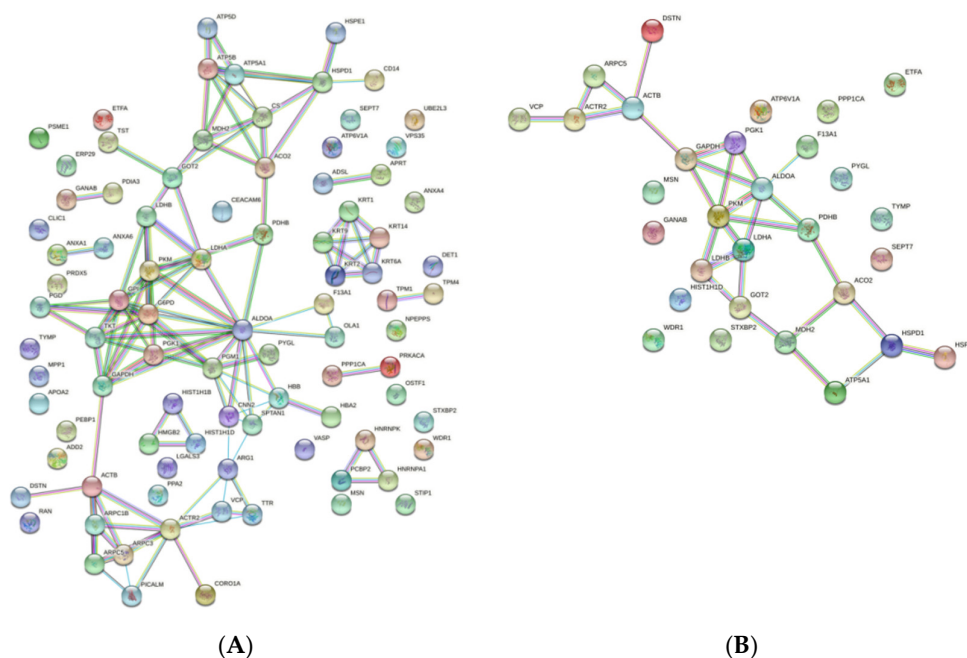 ATP5D
HSPE1
ATP5B
ATP5A1
HSPD1
CD14
CS
ETFA
SEPT7
UBE2L3
PSME1
TST
MDH2
ATP6V1A
VPS35
ERP29
ACO2
ADSL
APRT
GOT2
GANAB
PDIA3
ANXA4
LDHB
CEACAM6
KRT1
CLIC1
PDHB
KRT9
KRT14
ANXA1
ANXA6
LDHA
KRT2
KRT6A
DET1
PKM
PRDX5
TPM1
TPM4
GPI
G6PD
F13A1
PGD
ALDOA
NPEPPS
TKT
OLA1
TYMP
PGK1
PGM1
PYGL
PPP1CA
PRKACA
MPP1
GAPDH
OSTF1
APOA2
HIST1H1B
HBB
CNN2
SPTAN1
HBA2
STXBP2
PEBP1
HMGB2
HIST1H1D
HNRNPK
WDR1
ADD2
LGALS3
ARG1
VASP
PCBP2
HNRNPA1
ACTB
PPA2
MSN
STIP1
DSTN
VCP
TTR
RAN
ARPC1B
ACTR2
ARPC3
ARPC5
PICALM
CORO1A
(A)
DSTN
ARPC5
ETFA
ACTB
VCP
ACTR2
ATP6V1A
PPP1CA
PGK1
F13A1
GAPDH
ALDOA
PYGL
MSN
PKM
PDHB
TYMP
GANAB
LDHA
LDHB
SEPT7
HIST1H1D
ACO2
GOT2
WDR1
STXBP2
MDH2
HSPD1
HSP
ATP5A1
(B)